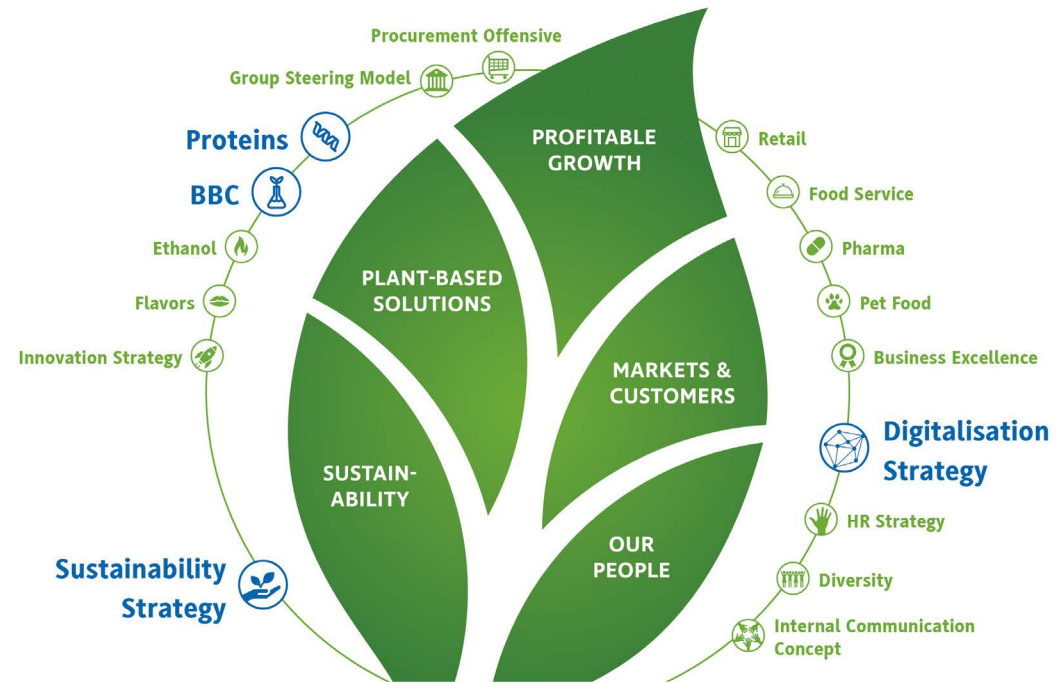 Procurement Offensive
Group Steering Model
Proteins
BBC
Ethanol
Flavors
Innovation Strategy
Sustainability
Strategy
PROFITABLE
GROWTH
PLANT-BASED
SOLUTIONS
MARKETS &
CUSTOMERS
SUSTAIN-
ABILITY
OUR
PEOPLE
Retail
Food Service
Pharma
Pet Food
Business Excellence
Digitalisation
Strategy
HR Strategy
Diversity
Internal Communication
Concept